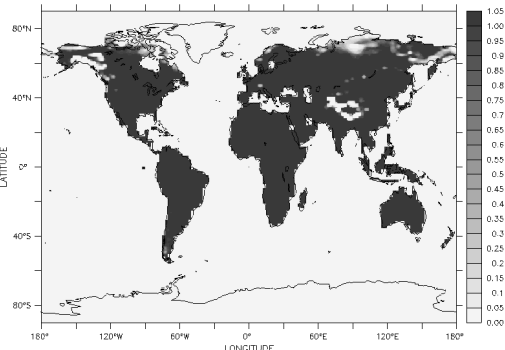 80°N
40°N
0°
40°S
80°S
LATITUDE
180°W
120°W
60°W
0°
60°E
120°E
180°
LONGITUDE
1.05
1.00
0.95
0.9
0.85
0.8
0.75
0.7
0.65
0.6
0.55
0.5
0.45
0.4
0.35
0.3
0.25
0.2
0.15
0.1
0.05
0.00